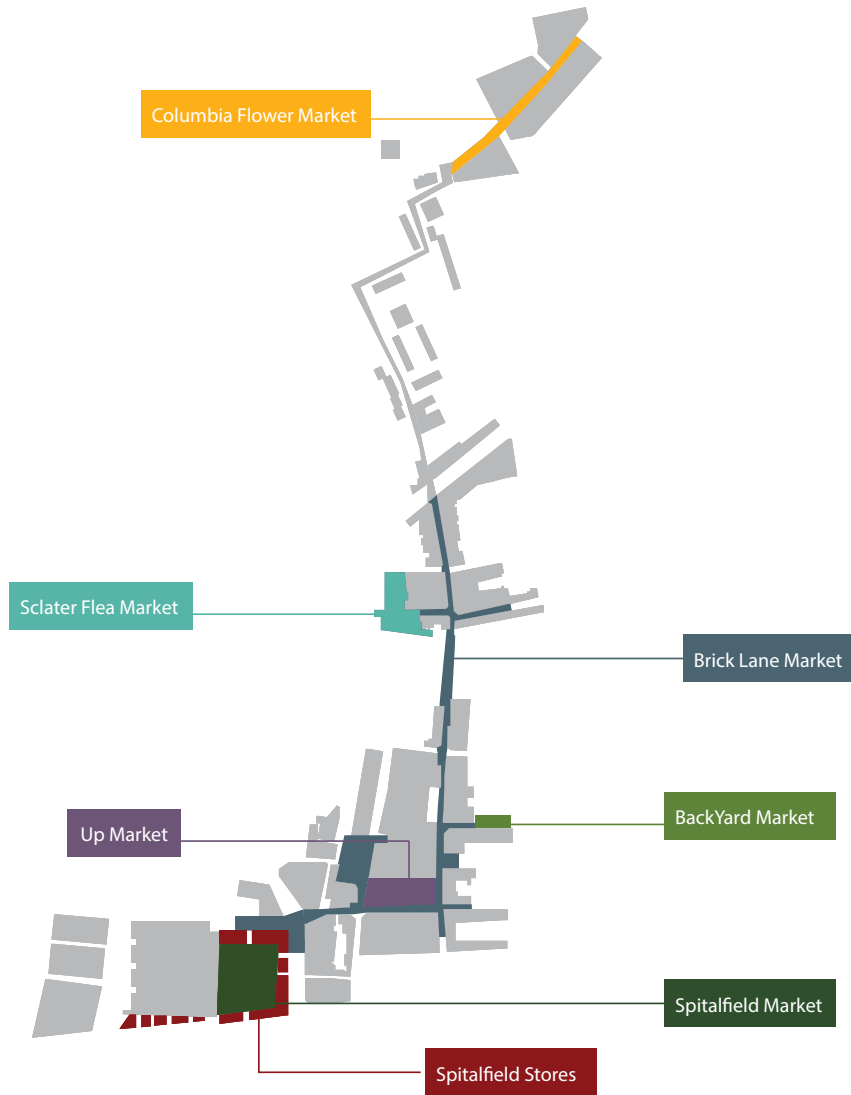 Columbia Flower Market
Sclater Flea Market
Brick Lane Market
BackYard Market
Up Market
Spitalfield Market
Spitalfield Stores